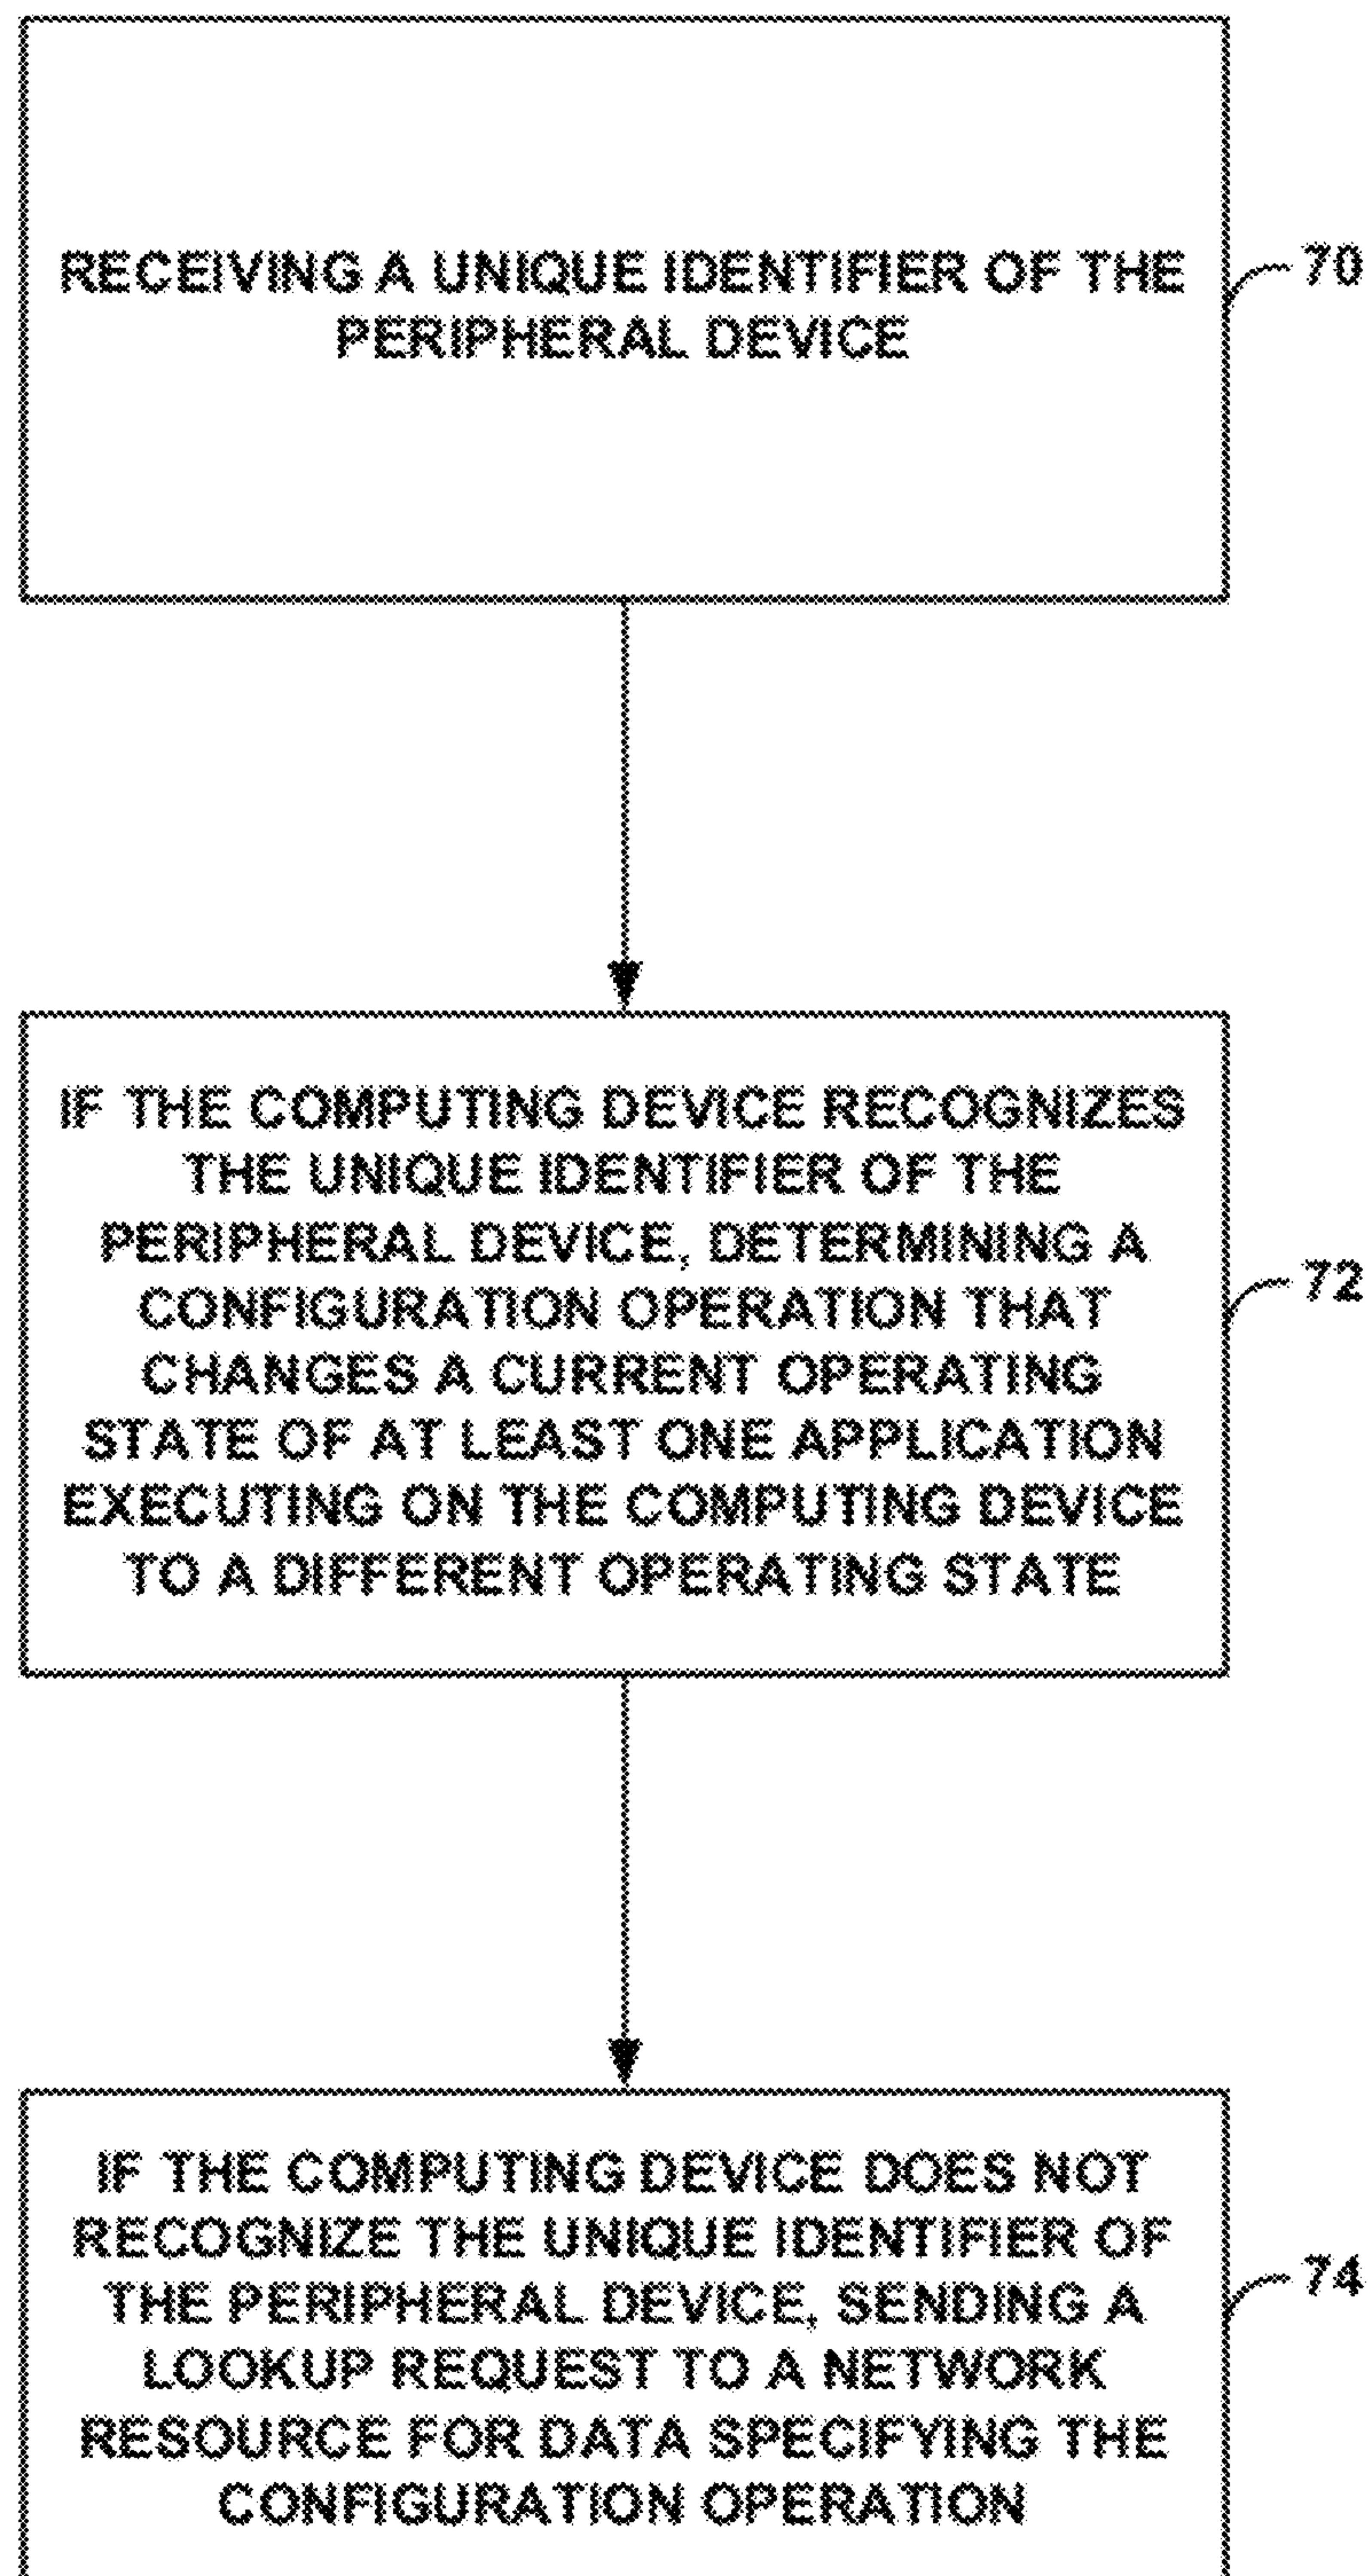 RECEIVING A UNIQUE IDENTIFIER OF THE
PERIPHERAL DEVICE
70
IF THE COMPUTING DEVICE RECOGNIZES
THE UNIQUE IDENTIFIER OF THE
PERIPHERAL DEVICE, DETERMINING A
CONFIGURATION OPERATION THAT
CHANGES A CURRENT OPERATING
STATE OF AT LEAST ONE APPLICATION
EXECUTING ON THE COMPUTING DEVICE
TO A DIFFERENT OPERATING STATE
72
IF THE COMPUTING DEVICE DOES NOT
RECOGNIZE THE UNIQUE IDENTIFIER OF
THE PERIPHERAL DEVICE, SENDING A
LOOKUP REQUEST TO A NETWORK
RESOURCE FOR DATA SPECIFYING THE
CONFIGURATION OPERATION
74